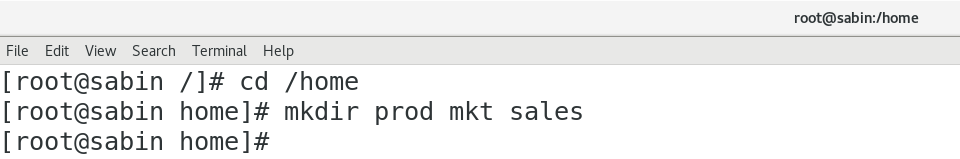 root@sabin:/home
File Edit View Search Terminal Help
[root@sabin /]# cd /home
[root@sabin home]# mkdir prod mkt sales
[root@sabin home]#